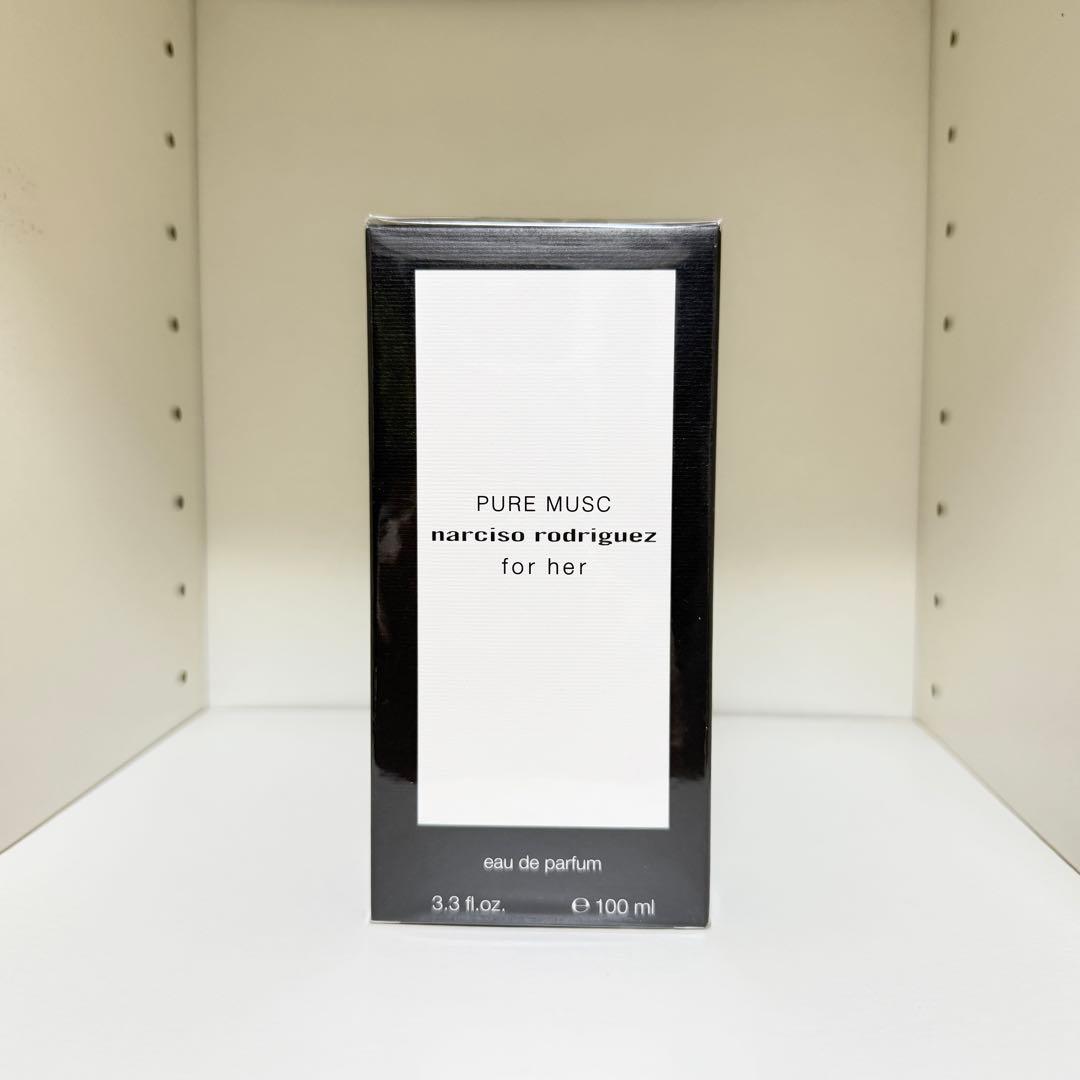 PURE MUSC
narciso rodriguez
for her
eau de parfum
3.3 fl.oz. ℮ 100 ml